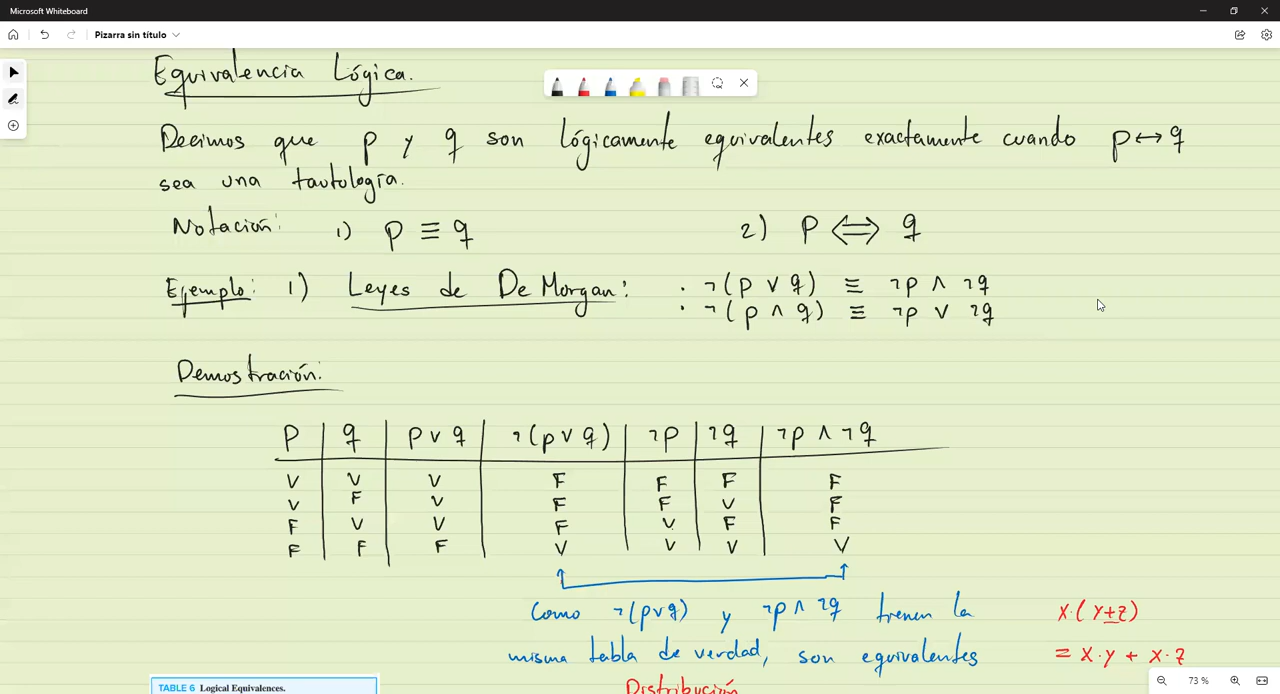 Microsoft Whiteboard
Pizarra sin título
Equivalencia Lógica.
Decimos que p y q son lógicamente equivalentes exactamente cuando p ↔ q
sea una tautología.
Notación: 1) p ≡ q 2) p ⟺ q
Ejemplo: 1) Leyes de De Morgan: · ¬(p ∨ q) ≡ ¬p ∧ ¬q
· ¬(p ∧ q) ≡ ¬p ∨ ¬q
Demostración:
p q p ∨ q ¬(p ∨ q) ¬p ¬q ¬p ∧ ¬q
V V V F F F F
V F V F F V F
F V V F V F F
F F F V V V V
Como ¬(p∨q) y ¬p ∧ ¬q tienen la
misma tabla de verdad, son equivalentes
x·(y+z)
= x·y + x·z
Distribución
TABLE 6 Logical Equivalences.
73 %